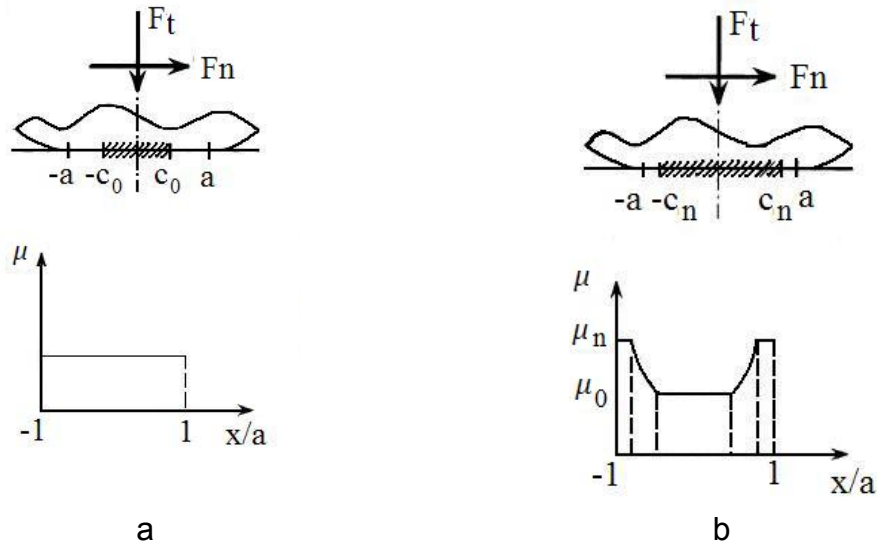 Ft
Fn
-a -c₀ c₀ a
μ
-1 1 x/a
a
Ft
Fn
-a -cₙ cₙ a
μ
μn
μ₀
-1 1 x/a
b